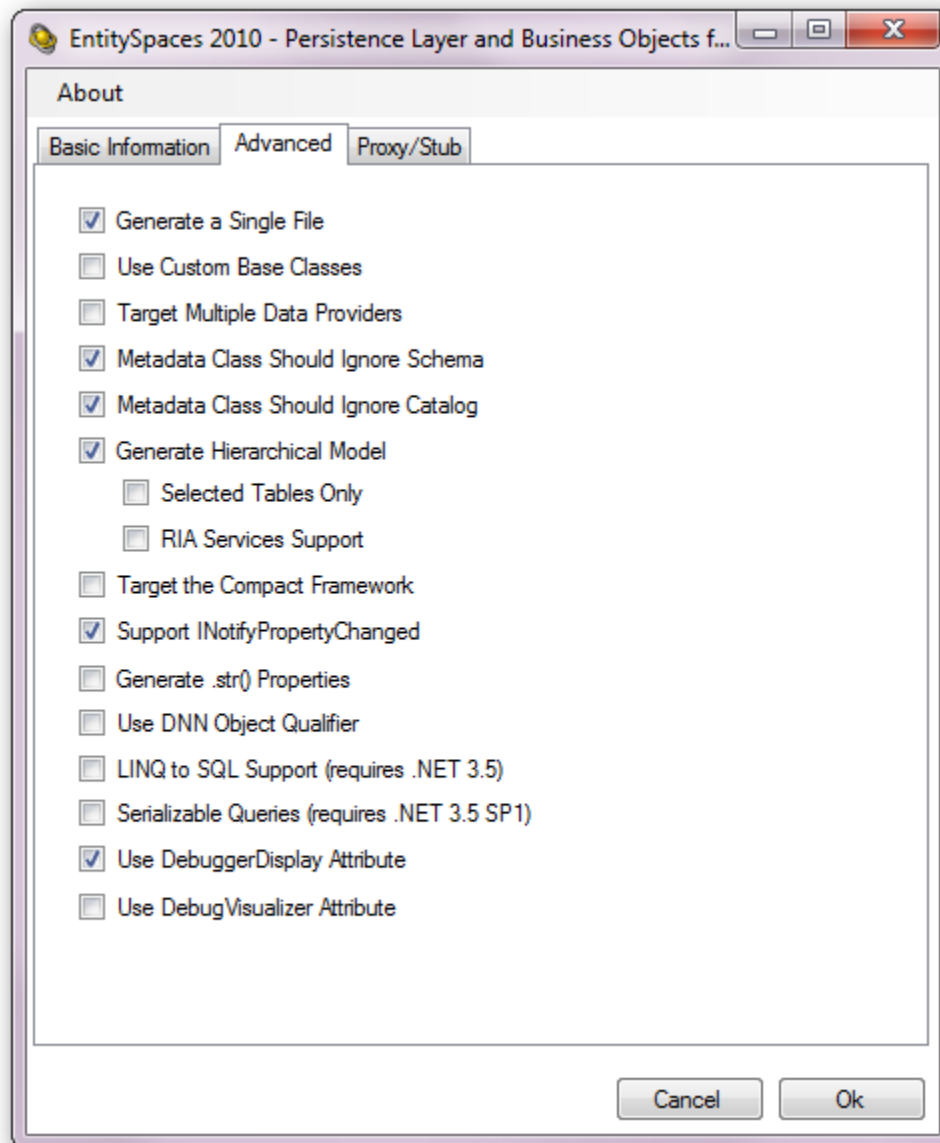 EntitySpaces 2010 - Persistence Layer and Business Objects f...
About
Basic Information Advanced Proxy/Stub
Generate a Single File
Use Custom Base Classes
Target Multiple Data Providers
Metadata Class Should Ignore Schema
Metadata Class Should Ignore Catalog
Generate Hierarchical Model
Selected Tables Only
RIA Services Support
Target the Compact Framework
Support INotifyPropertyChanged
Generate .str() Properties
Use DNN Object Qualifier
LINQ to SQL Support (requires .NET 3.5)
Serializable Queries (requires .NET 3.5 SP1)
Use DebuggerDisplay Attribute
Use DebugVisualizer Attribute
Cancel Ok